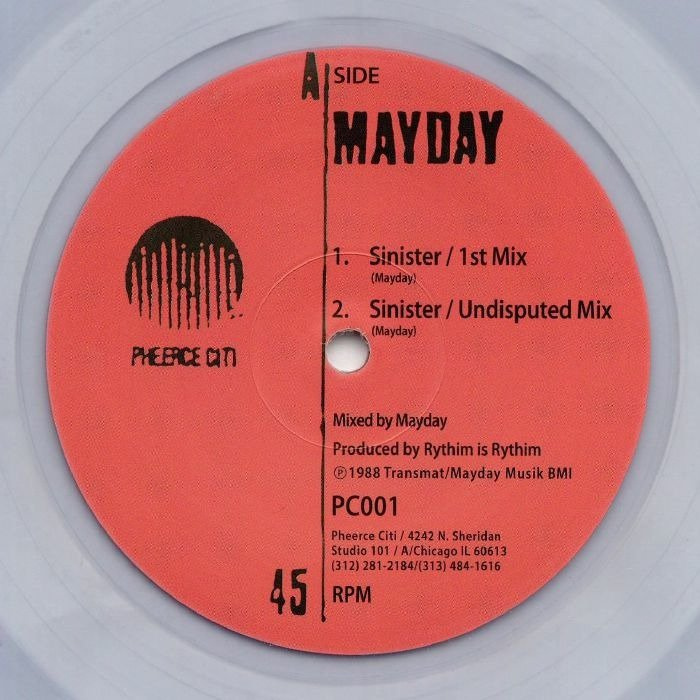 A SIDE
MAYDAY
1. Sinister / 1st Mix
(Mayday)
2. Sinister / Undisputed Mix
(Mayday)
PHEERCE CITI
Mixed by Mayday
Produced by Rythim is Rythim
℗1988 Transmat/Mayday Musik BMI
PC001
Pheerce Citi / 4242 N. Sheridan
Studio 101 / A/Chicago IL 60613
(312) 281-2184/(313) 484-1616
45 RPM